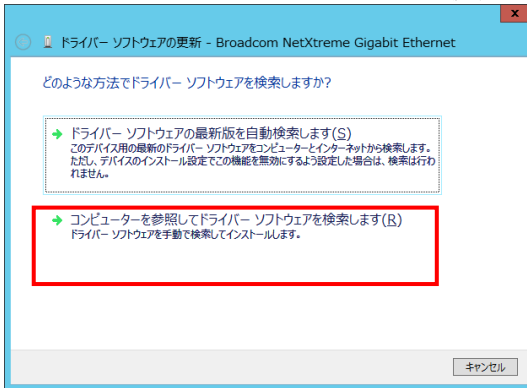 x
ドライバー ソフトウェアの更新 - Broadcom NetXtreme Gigabit Ethernet
どのような方法でドライバー ソフトウェアを検索しますか?
ドライバー ソフトウェアの最新版を自動検索します(S)
このデバイス用の最新のドライバー ソフトウェアをコンピューターとインターネットから検索します。
ただし、デバイスのインストール設定でこの機能を無効にするよう設定した場合は、検索は行わ
れません。
コンピューターを参照してドライバー ソフトウェアを検索します(R)
ドライバー ソフトウェアを手動で検索してインストールします。
キャンセル